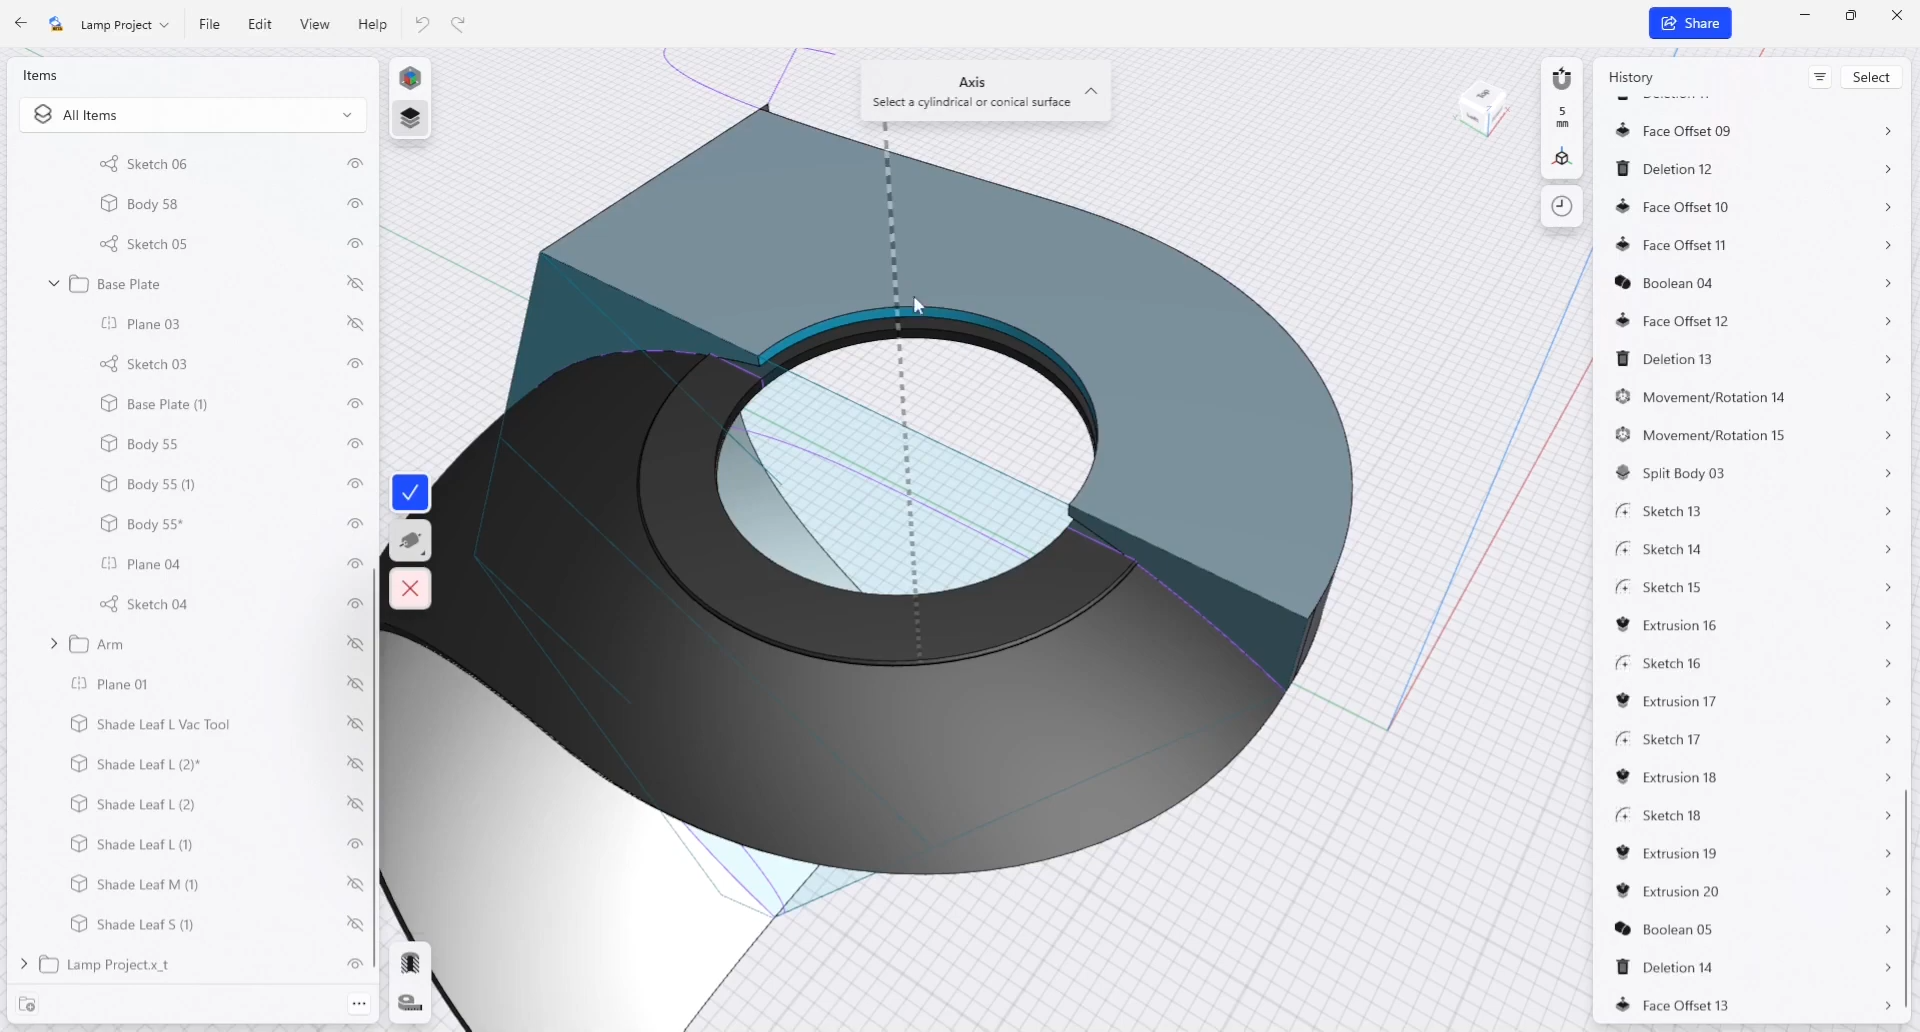 Lamp Project
File
Edit
View
Help
Share
Items
All Items
Sketch 06
Body 58
Sketch 05
Base Plate
Plane 03
Sketch 03
Base Plate (1)
Body 55
Body 55 (1)
Body 55*
Plane 04
Sketch 04
Arm
Plane 01
Shade Leaf L Vac Tool
Shade Leaf L (2)*
Shade Leaf L (2)
Shade Leaf L (1)
Shade Leaf M (1)
Shade Leaf S (1)
Lamp Project.x_t
Axis
Select a cylindrical or conical surface
5
mm
History
Select
Face Offset 09
Deletion 12
Face Offset 10
Face Offset 11
Boolean 04
Face Offset 12
Deletion 13
Movement/Rotation 14
Movement/Rotation 15
Split Body 03
Sketch 13
Sketch 14
Sketch 15
Extrusion 16
Sketch 16
Extrusion 17
Sketch 17
Extrusion 18
Sketch 18
Extrusion 19
Extrusion 20
Boolean 05
Deletion 14
Face Offset 13